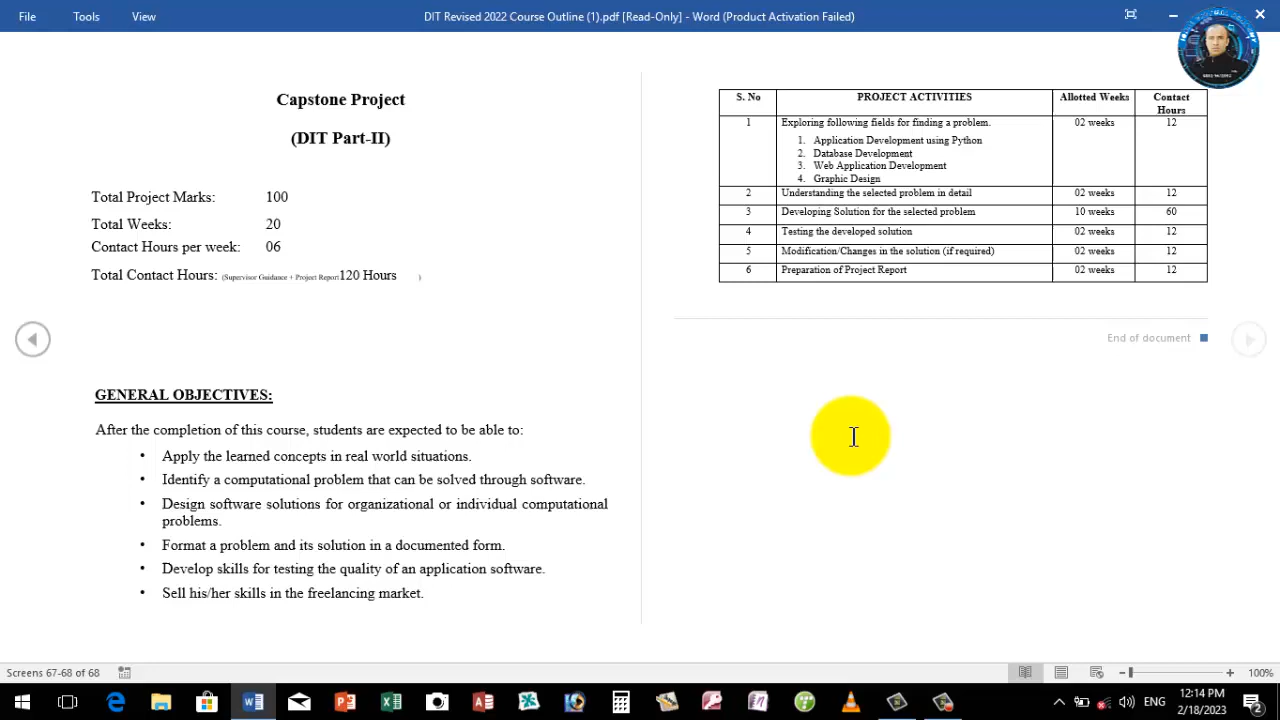 File Tools View DIT Revised 2022 Course Outline (1).pdf [Read-Only] - Word (Product Activation Failed)
Capstone Project
(DIT Part-II)
Total Project Marks: 100
Total Weeks: 20
Contact Hours per week: 06
Total Contact Hours: (Supervisor Guidance + Project Report120 Hours )
GENERAL OBJECTIVES:
After the completion of this course, students are expected to be able to:
• Apply the learned concepts in real world situations.
• Identify a computational problem that can be solved through software.
• Design software solutions for organizational or individual computational
problems.
• Format a problem and its solution in a documented form.
• Develop skills for testing the quality of an application software.
• Sell his/her skills in the freelancing market.
S. No PROJECT ACTIVITIES Allotted Weeks Contact
Hours
1 Exploring following fields for finding a problem. 02 weeks 12
1. Application Development using Python
2. Database Development
3. Web Application Development
4. Graphic Design
2 Understanding the selected problem in detail 02 weeks 12
3 Developing Solution for the selected problem 10 weeks 60
4 Testing the developed solution 02 weeks 12
5 Modification/Changes in the solution (if required) 02 weeks 12
6 Preparation of Project Report 02 weeks 12
End of document
Screens 67-68 of 68 100%
ENG 12:14 PM
2/18/2023 2